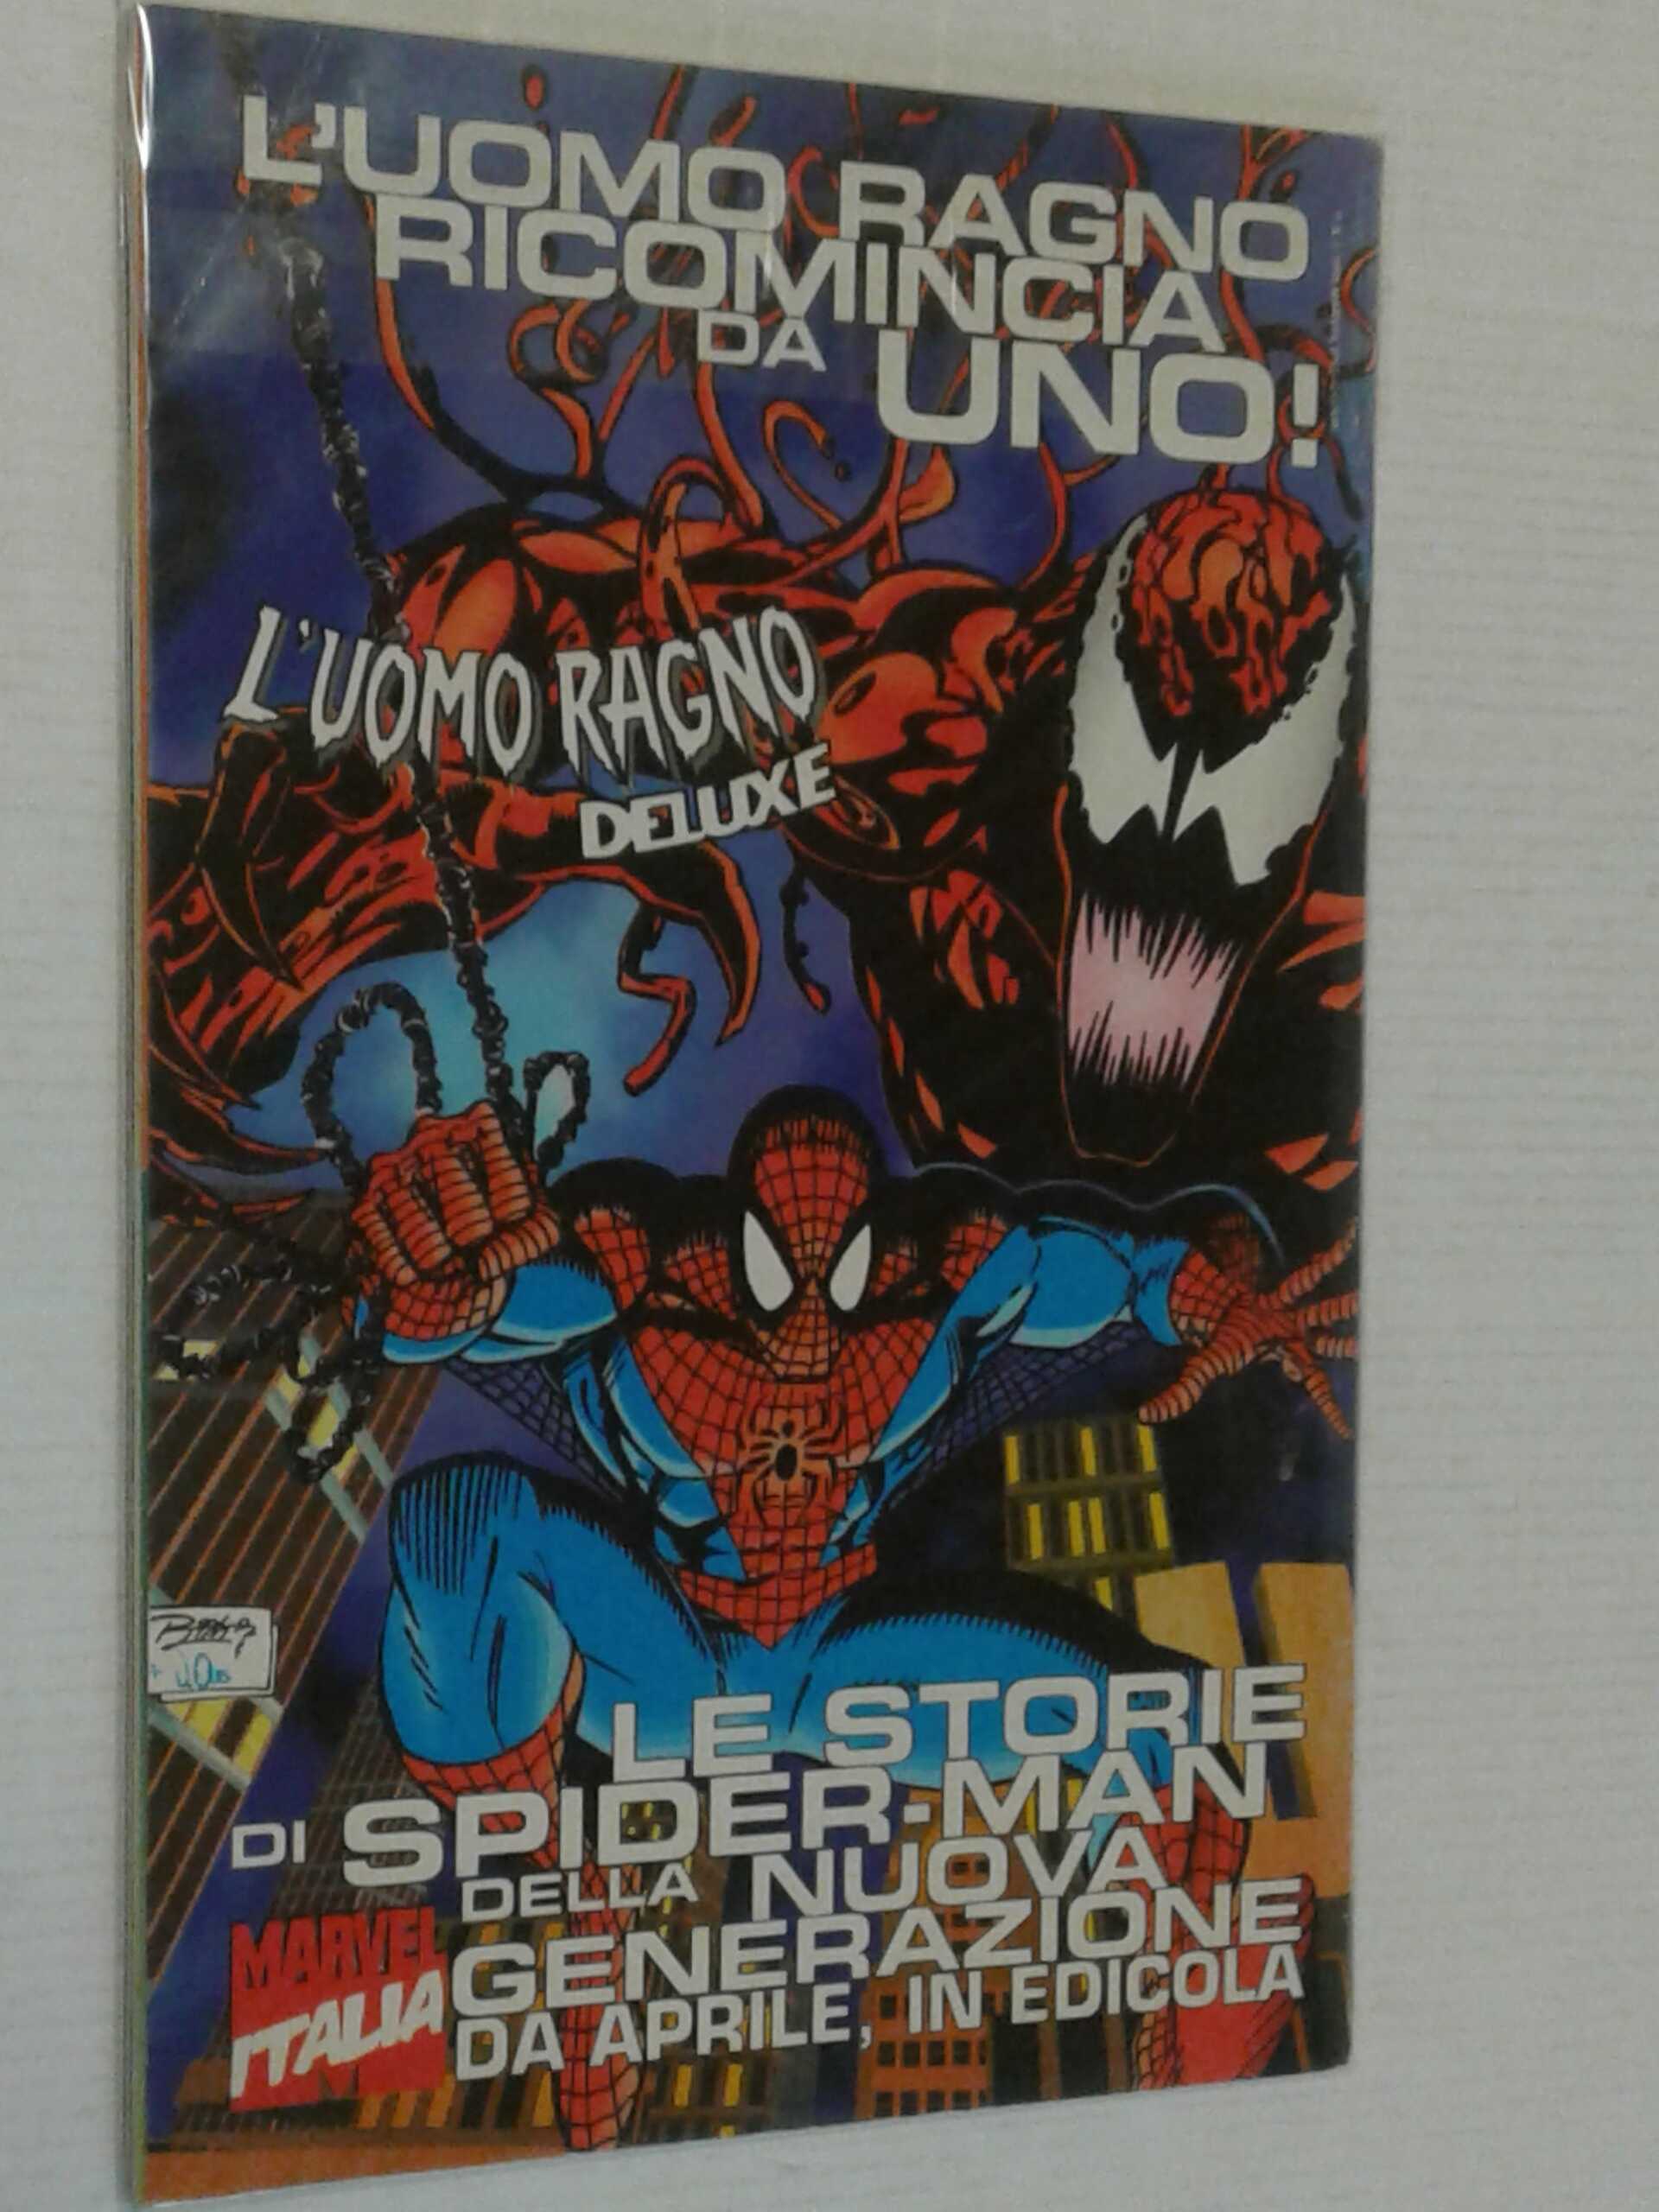 L'UOMO RAGNO
RICOMINCIA
DA UNO!
L'UOMO RAGNO
DELUXE
LE STORIE
DI SPIDER-MAN
DELLA NUOVA
GENERAZIONE
DA APRILE, IN EDICOLA
MARVEL
ITALIA